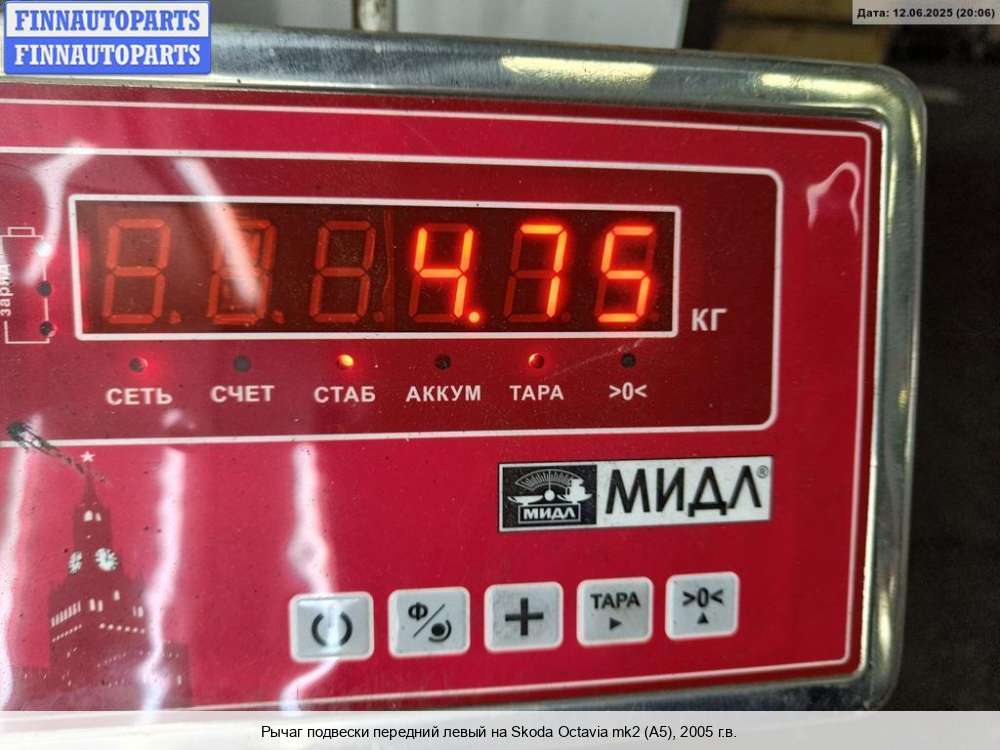 FINNAUTOPARTS
FINNAUTOPARTS
Дата: 12.06.2025 (20:06)
заряд
4.75
КГ
СЕТЬ СЧЕТ СТАБ АККУМ ТАРА >0<
МИДЛ МИДЛ®
Ф ТАРА >0<
Рычаг подвески передний левый на Skoda Octavia mk2 (A5), 2005 г.в.